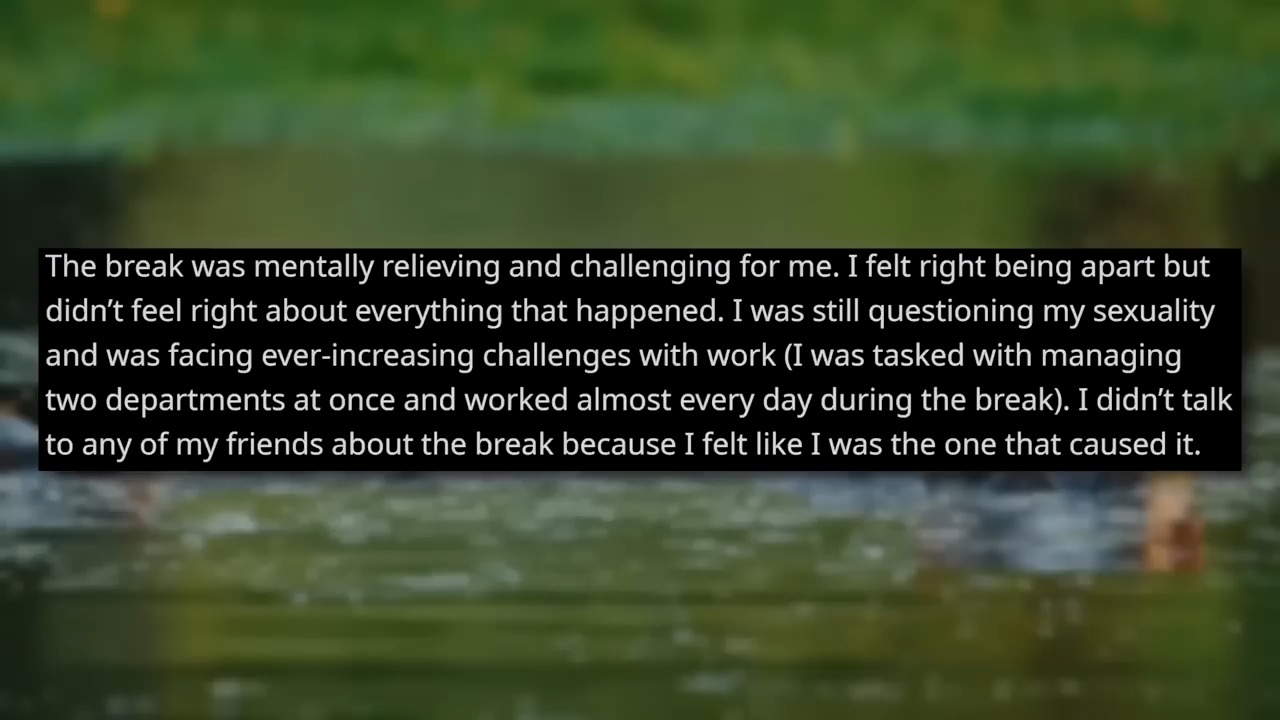 The break was mentally relieving and challenging for me. I felt right being apart but
didn’t feel right about everything that happened. I was still questioning my sexuality
and was facing ever-increasing challenges with work (I was tasked with managing
two departments at once and worked almost every day during the break). I didn’t talk
to any of my friends about the break because I felt like I was the one that caused it.